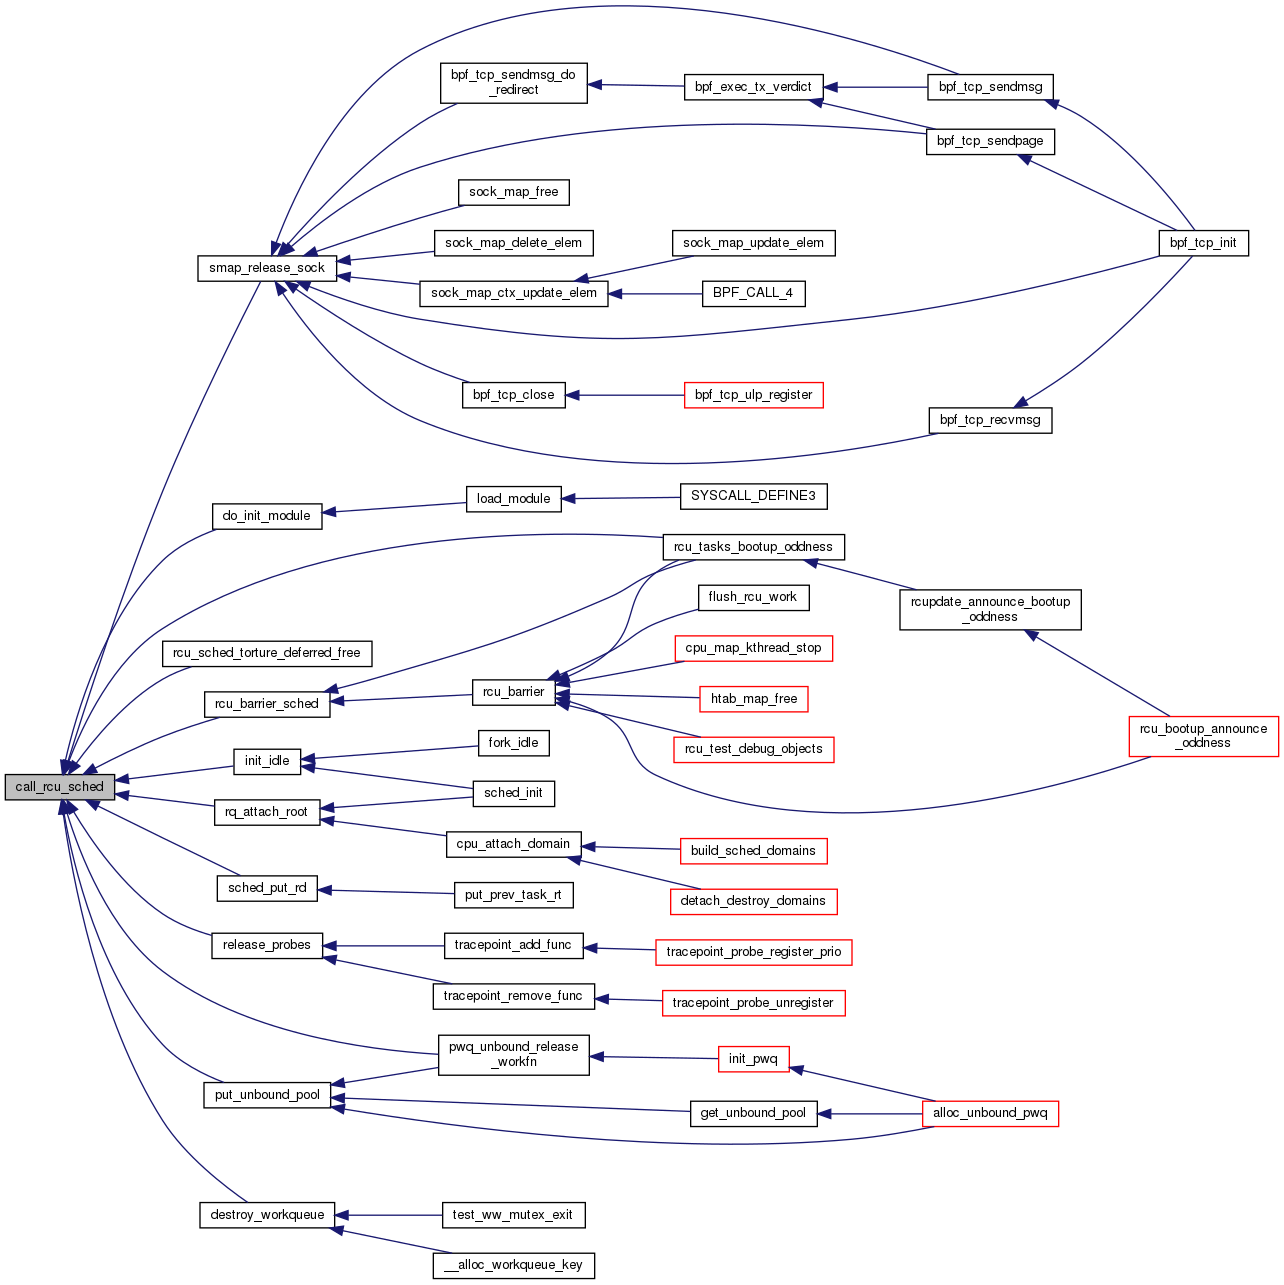 bpf_tcp_sendmsg_do
_redirect
bpf_exec_tx_verdict
bpf_tcp_sendmsg
bpf_tcp_sendpage
sock_map_free
sock_map_delete_elem
sock_map_update_elem
bpf_tcp_init
smap_release_sock
sock_map_ctx_update_elem
BPF_CALL_4
bpf_tcp_close
bpf_tcp_ulp_register
bpf_tcp_recvmsg
do_init_module
load_module
SYSCALL_DEFINE3
rcu_tasks_bootup_oddness
flush_rcu_work
rcupdate_announce_bootup
_oddness
rcu_sched_torture_deferred_free
cpu_map_kthread_stop
rcu_barrier_sched
rcu_barrier
htab_map_free
rcu_test_debug_objects
rcu_bootup_announce
_oddness
fork_idle
init_idle
call_rcu_sched
sched_init
rq_attach_root
cpu_attach_domain
build_sched_domains
sched_put_rd
put_prev_task_rt
detach_destroy_domains
release_probes
tracepoint_add_func
tracepoint_probe_register_prio
tracepoint_remove_func
tracepoint_probe_unregister
pwq_unbound_release
_workfn
init_pwq
put_unbound_pool
get_unbound_pool
alloc_unbound_pwq
destroy_workqueue
test_ww_mutex_exit
__alloc_workqueue_key